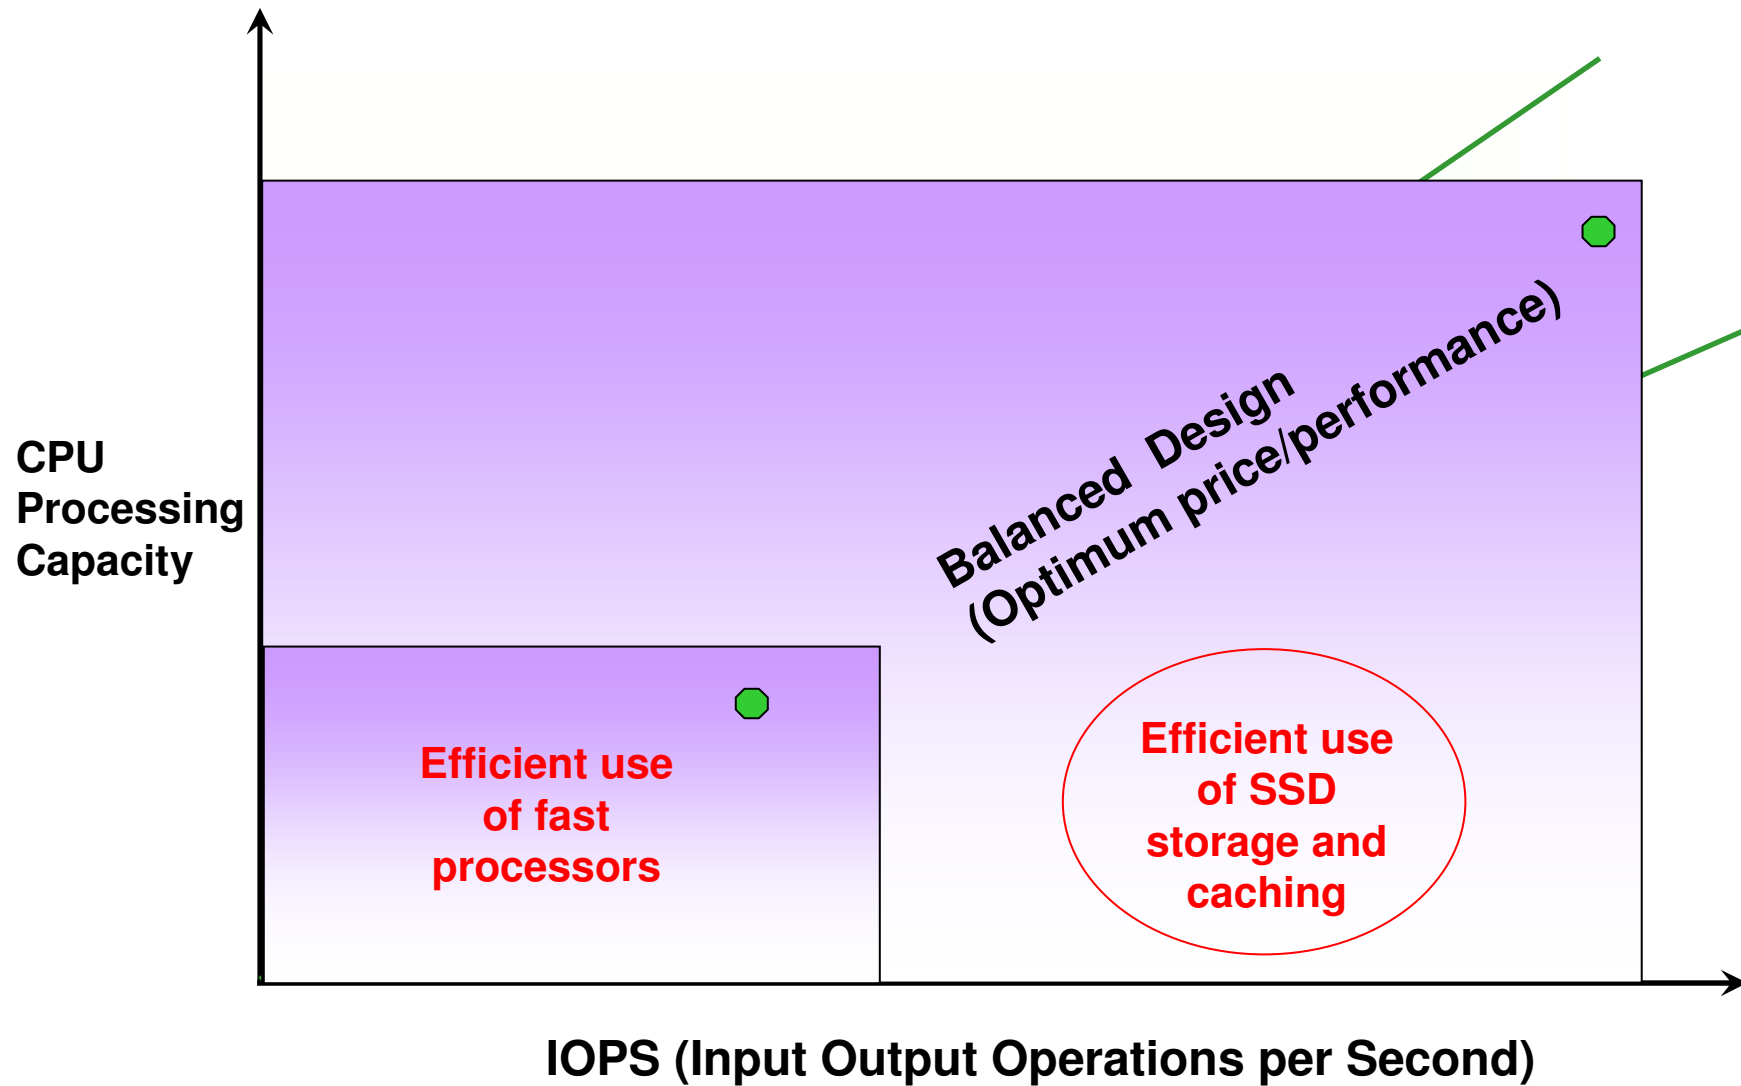 CPU
Processing
Capacity
Balanced Design
(Optimum price/performance)
Efficient use
of fast
processors
Efficient use
of SSD
storage and
caching
IOPS (Input Output Operations per Second)